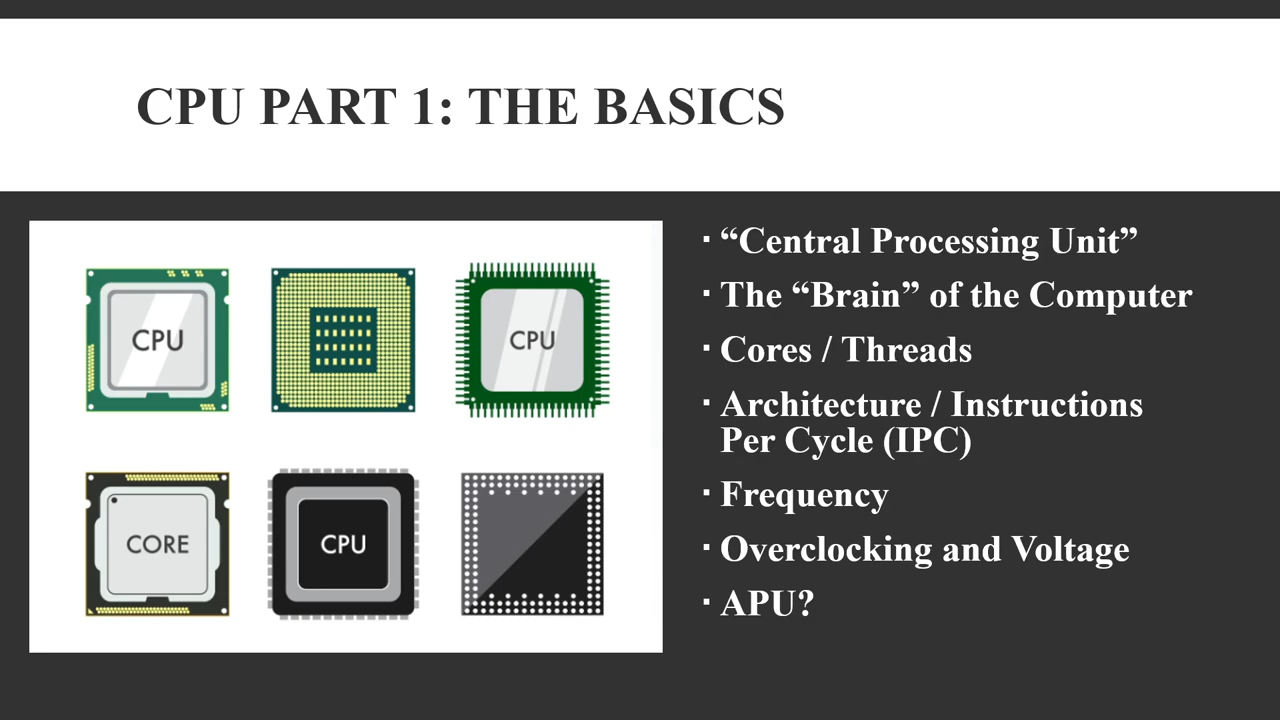 CPU PART 1: THE BASICS
CPU
CPU
CORE
CPU
▪ “Central Processing Unit”
▪ The “Brain” of the Computer
▪ Cores / Threads
▪ Architecture / Instructions
Per Cycle (IPC)
▪ Frequency
▪ Overclocking and Voltage
▪ APU?